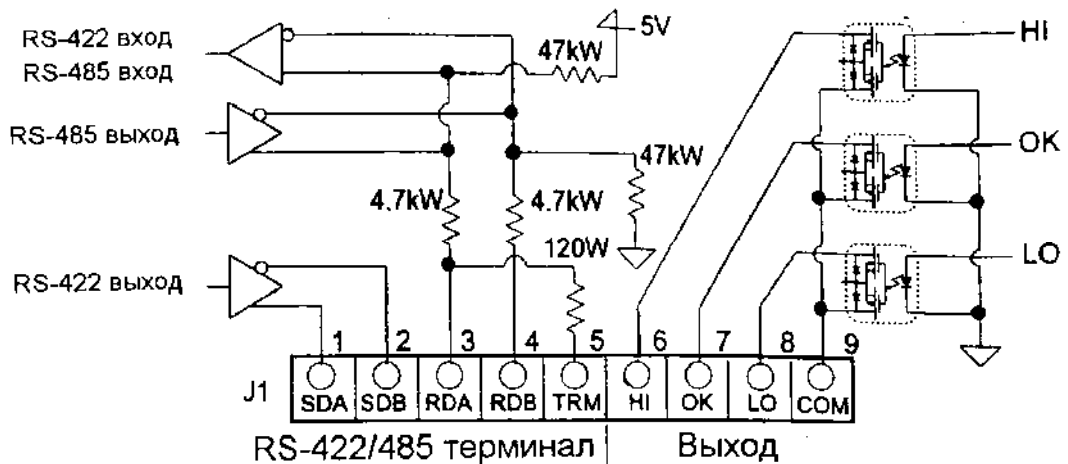 RS-422 вход
RS-485 вход
47kW
5V
RS-485 выход
47kW
4.7kW
4.7kW
120W
RS-422 выход
HI
OK
LO
1 2 3 4 5 6 7 8 9
J1
SDA SDB RDA RDB TRM HI OK LO COM
RS-422/485 терминал Выход